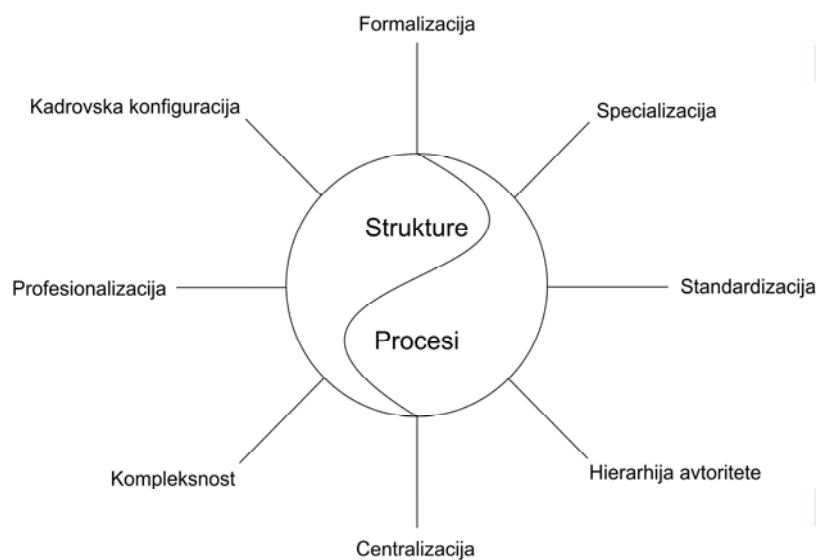 Formalizacija
Kadrovska konfiguracija
Specializacija
Strukture
Profesionalizacija
Standardizacija
Procesi
Kompleksnost
Hierarhija avtoritete
Centralizacija